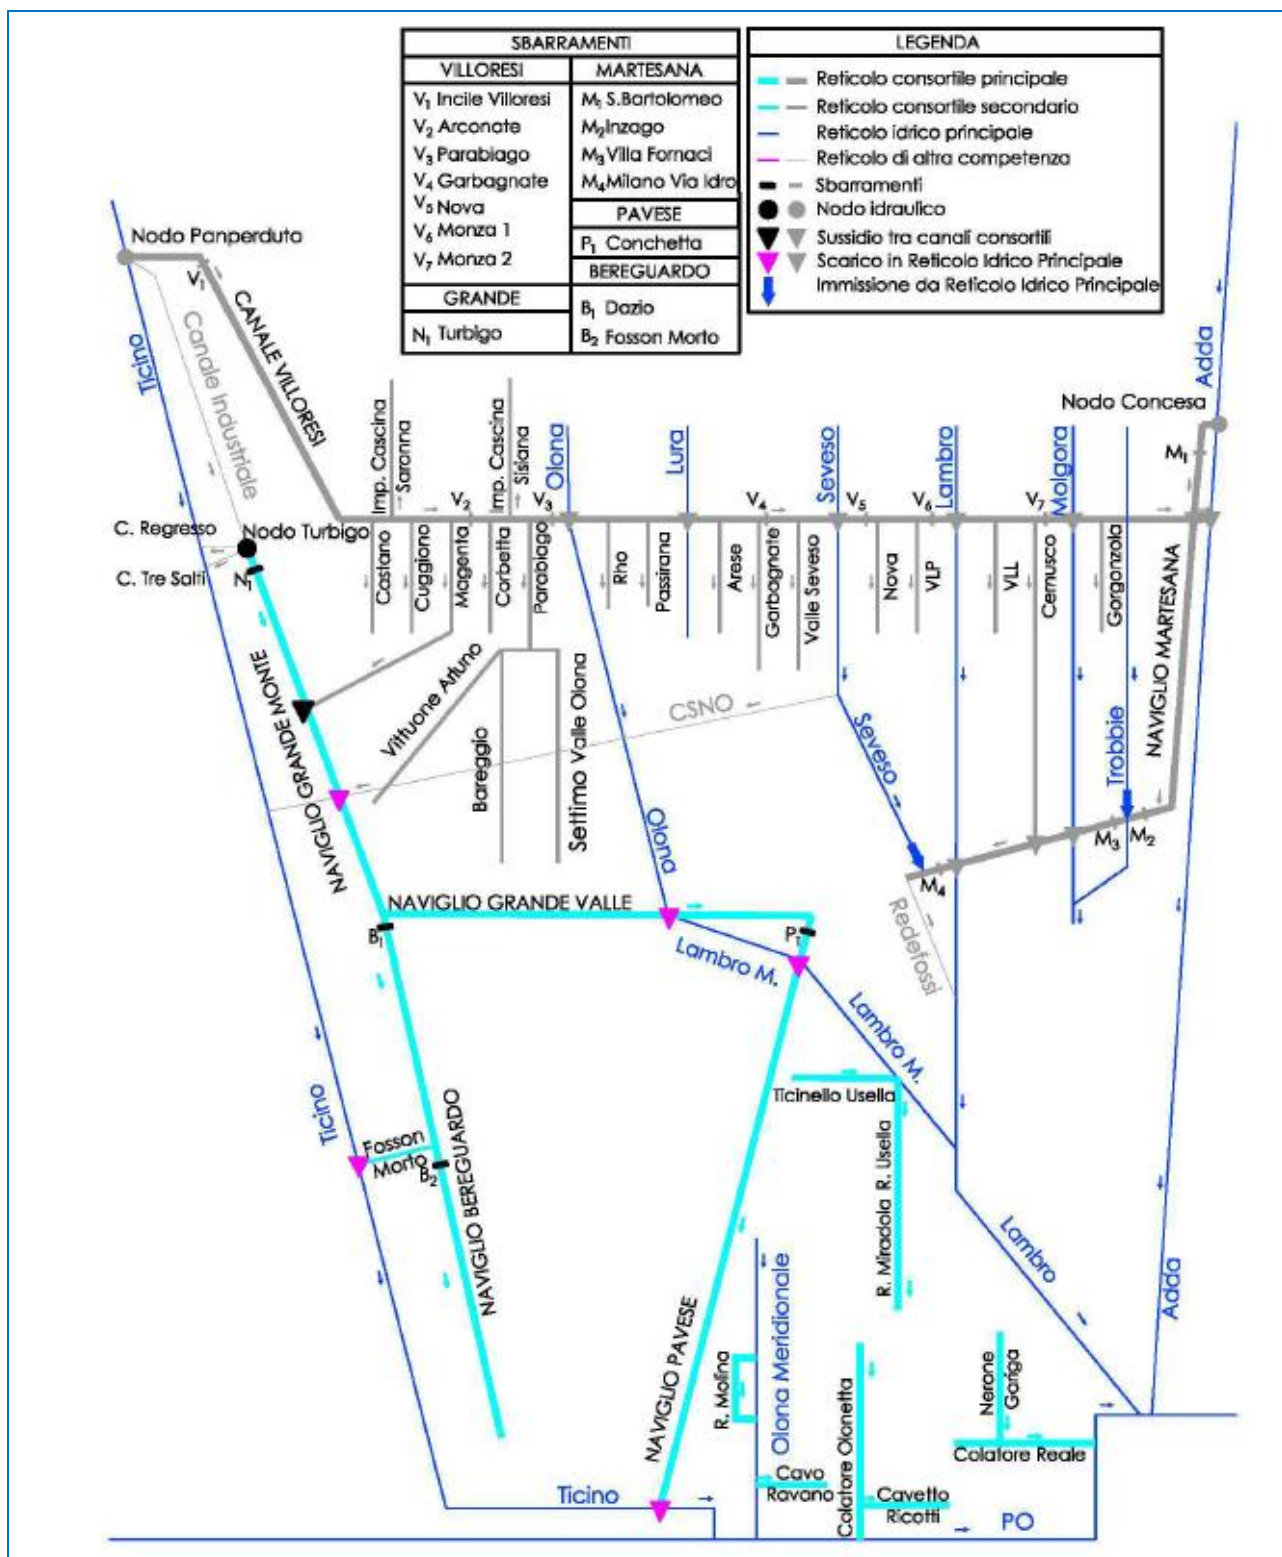 SBARRAMENTI
VILLORESI
MARTESANA
V1 Incile Villoresi
M1 S.Bartolomeo
V2 Arconate
M2 Inzago
V3 Parabiago
M3 Villa Fornaci
V4 Garbagnate
M4 Milano Via Idro
V5 Nova
PAVESE
V6 Monza 1
P1 Conchetta
V7 Monza 2
BEREGUARDO
GRANDE
B1 Dazio
N1 Turbigo
B2 Fosson Morto
LEGENDA
Reticolo consortile principale
Reticolo consortile secondario
Reticolo idrico principale
Reticolo di altra competenza
Sbarramenti
Nodo idraulico
Sussidio tra canali consortili
Scarico in Reticolo Idrico Principale
Immissione da Reticolo Idrico Principale
Nodo Panperduto
V1
CANALE VILLORESI
Canale Industriale
Ticino
Adda
Nodo Concesa
M1
Imp. Cascina
Saronna
V2
Imp. Cascina
Sisiana
V3
Olona
Lura
V4
Seveso
V5
V6
Lambro
V7
Molgora
C. Regresso
Nodo Turbigo
C. Tre Salti
N1
Castano
Cuggiono
Magenta
Corbetta
Parabiago
Rho
Passirana
Arese
Garbagnate
Valle Seveso
Nova
VLP
VLL
Cernusco
Gorgonzola
NAVIGLIO MARTESANA
NAVIGLIO GRANDE MONTE
Vittuone Arluno
Bareggio
Settimo Valle Olona
CSNO
Seveso
Trobbie
Olona
M3
M2
M4
Redefossi
NAVIGLIO GRANDE VALLE
B1
P1
Lambro M.
Lambro M.
Ticinello Usella
R. Miradola R. Usella
Ticino
Fosson
Morto
B2
NAVIGLIO BEREGUARDO
Lambro
Adda
NAVIGLIO PAVESE
R. Molina
Olona Meridionale
Colatore Olonetta
Nerone
Gariga
Colatore Reale
Cavo
Ravano
Cavetto
Ricotti
Ticino
PO